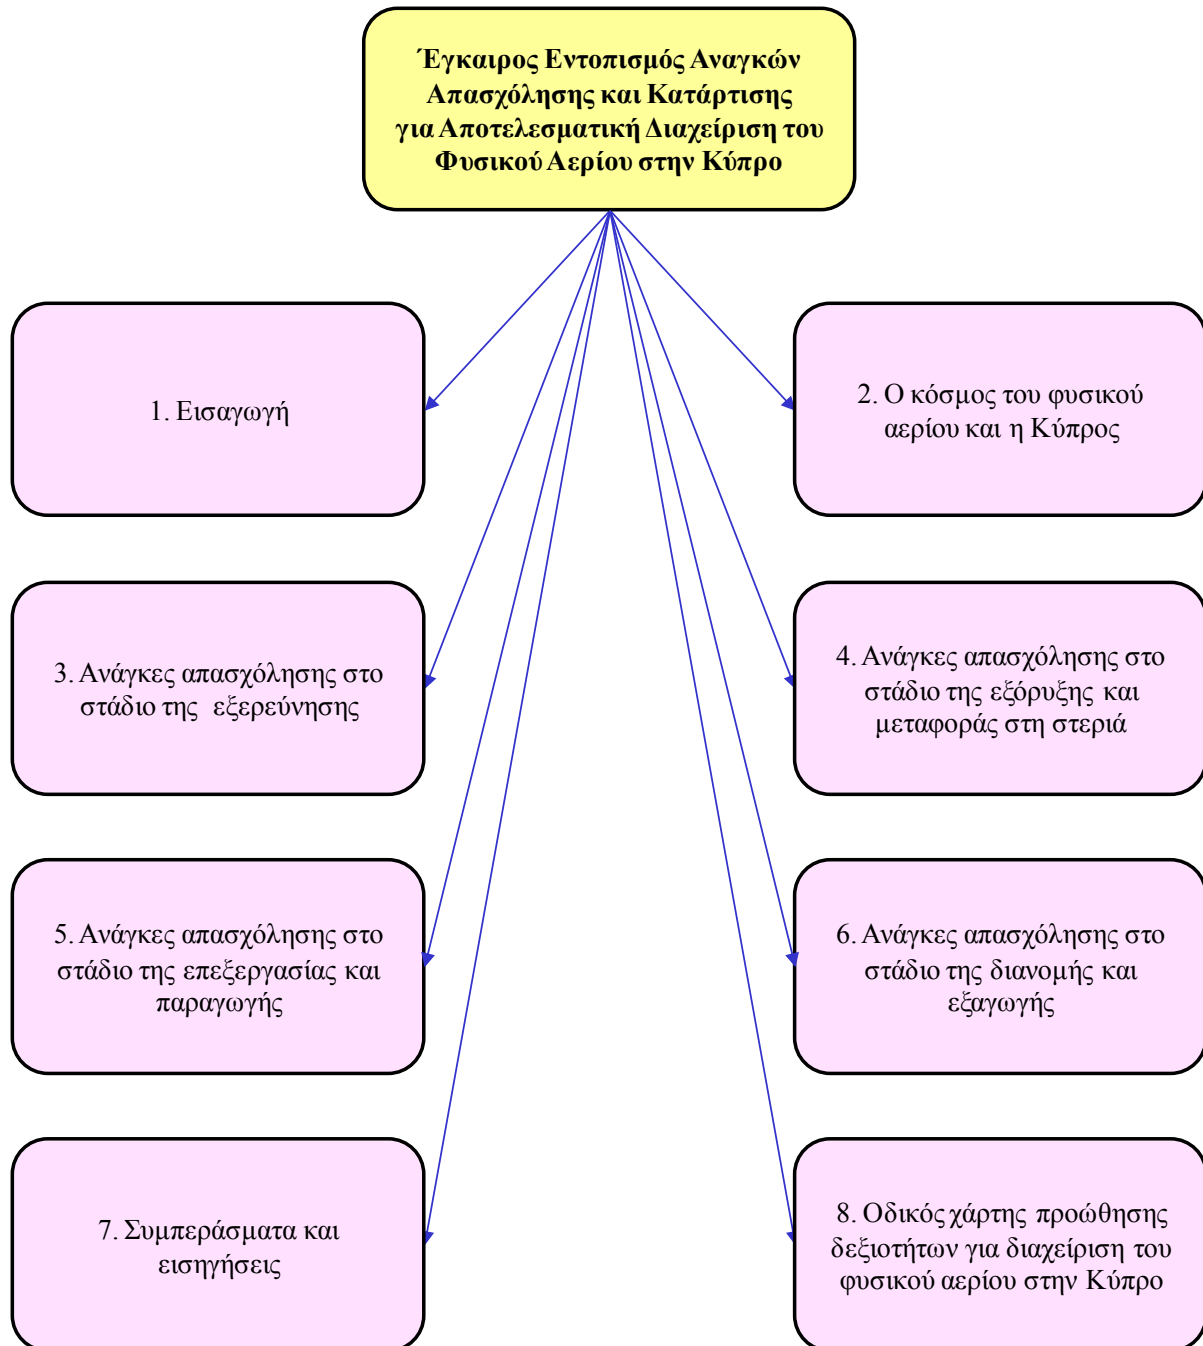 Έγκαιρος Εντοπισμός Αναγκών
Απασχόλησης και Κατάρτισης
για Αποτελεσματική Διαχείριση του
Φυσικού Αερίου στην Κύπρο
1. Εισαγωγή
2. Ο κόσμος του φυσικού
αερίου και η Κύπρος
3. Ανάγκες απασχόλησης στο
στάδιο της εξερεύνησης
4. Ανάγκες απασχόλησης στο
στάδιο της εξόρυξης και
μεταφοράς στη στεριά
5. Ανάγκες απασχόλησης στο
στάδιο της επεξεργασίας και
παραγωγής
6. Ανάγκες απασχόλησης στο
στάδιο της διανομής και
εξαγωγής
7. Συμπεράσματα και
εισηγήσεις
8. Οδικός χάρτης προώθησης
δεξιοτήτων για διαχείριση του
φυσικού αερίου στην Κύπρο